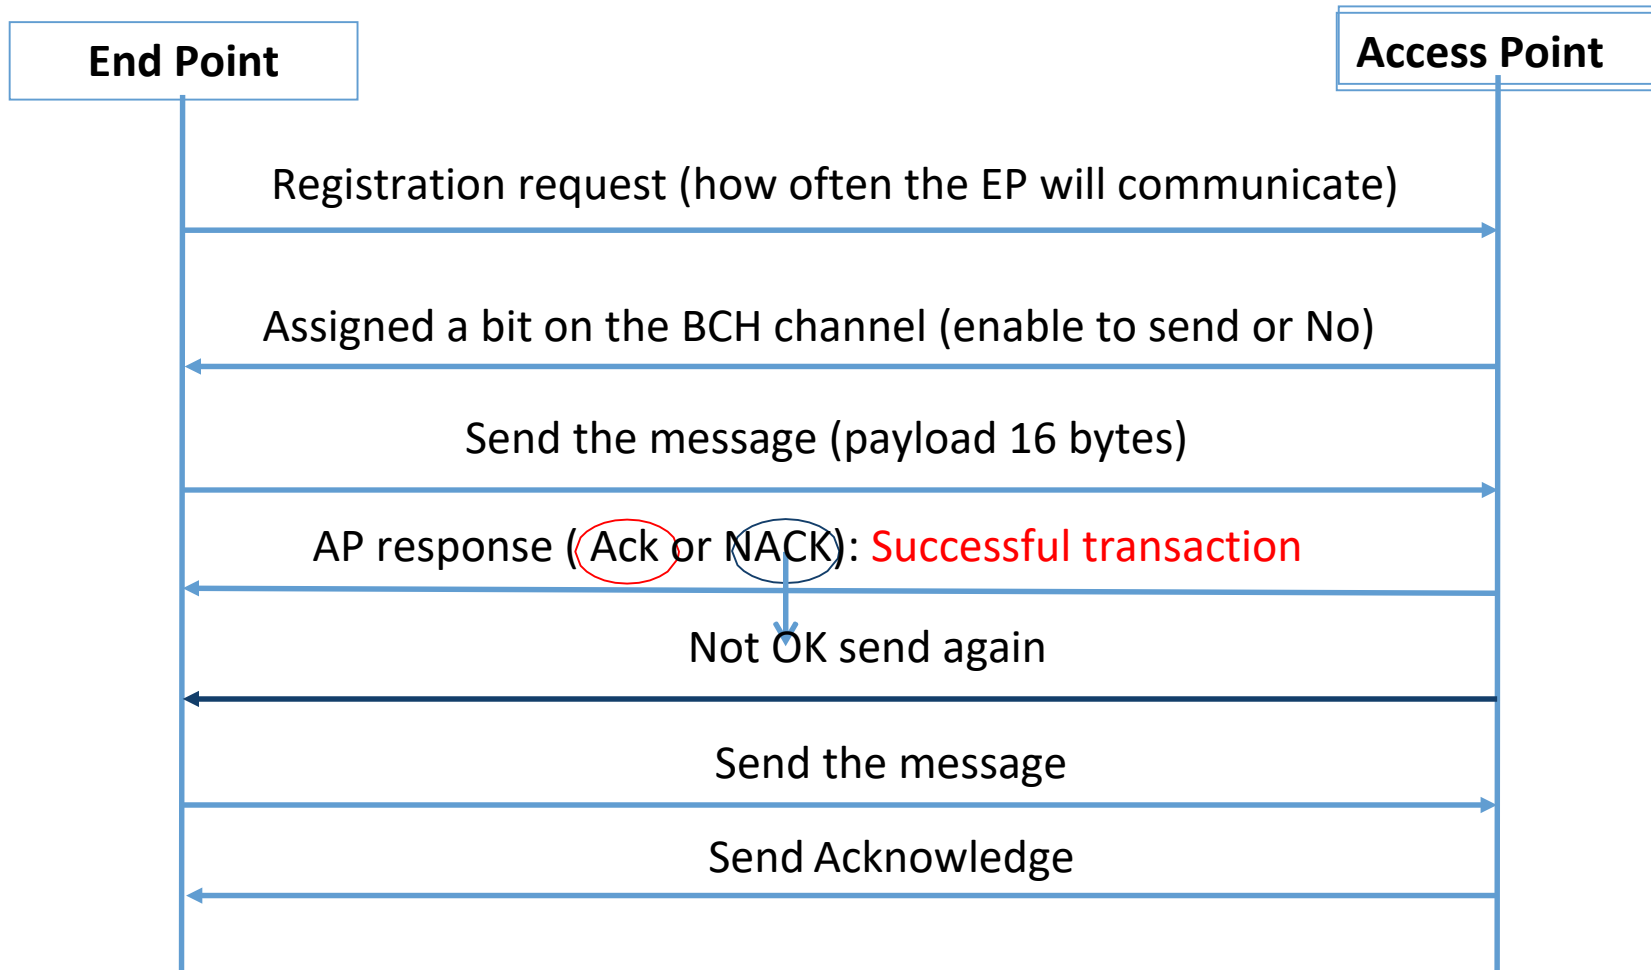 End Point
Access Point
Registration request (how often the EP will communicate)
Assigned a bit on the BCH channel (enable to send or No)
Send the message (payload 16 bytes)
AP response ( Ack or NACK): Successful transaction
Not OK send again
Send the message
Send Acknowledge